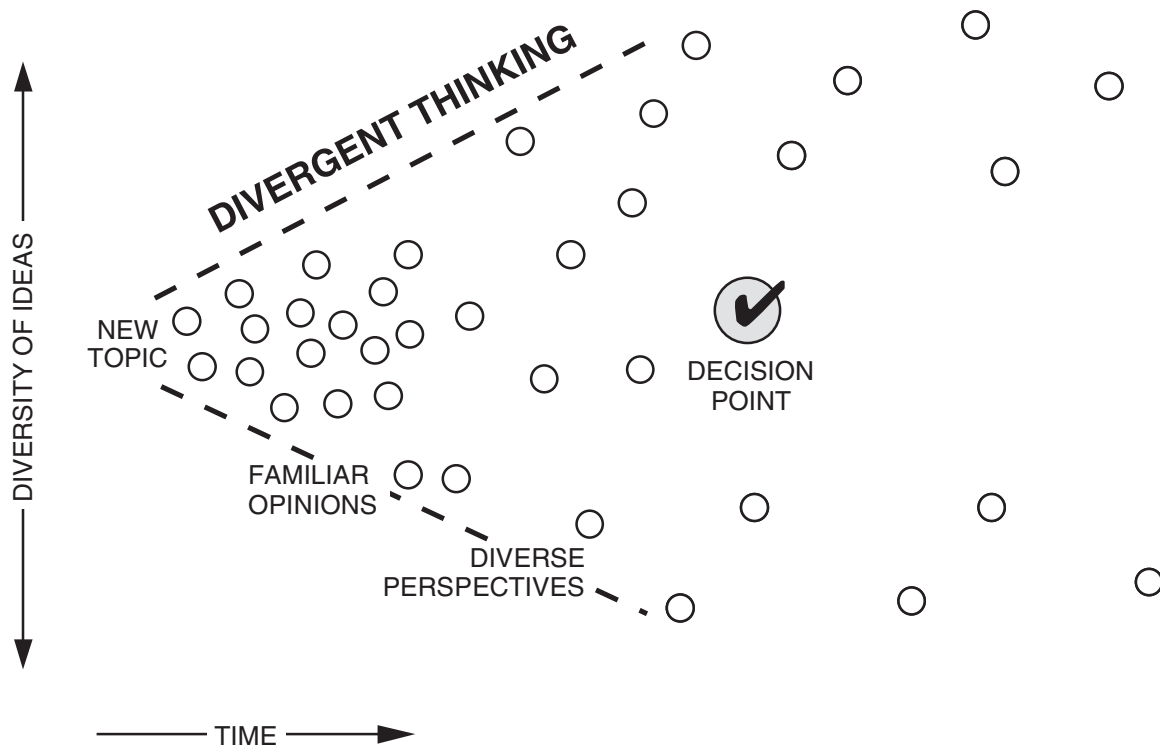 DIVERGENT THINKING
DIVERSITY OF IDEAS
NEW
TOPIC
DECISION
POINT
FAMILIAR
OPINIONS
DIVERSE
PERSPECTIVES
TIME